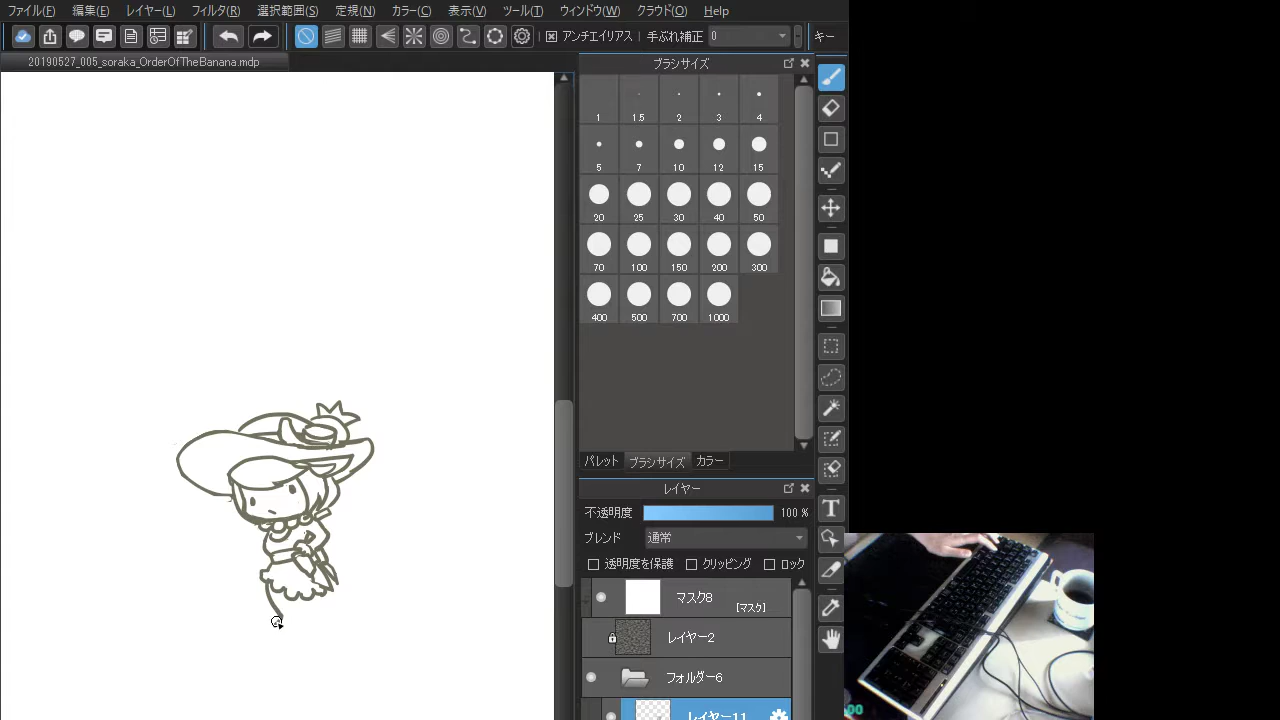 ファイル(F) 編集(E) レイヤー(L) フィルタ(R) 選択範囲(S) 定規(N) カラー(C) 表示(V) ツール(T) ウィンドウ(W) クラウド(O) Help
アンチエイリアス 手ぶれ補正 0 キー
20190527_005_soraka_OrderOfTheBanana.mdp
ブラシサイズ
1 1.5 2 3 4
5 7 10 12 15
20 25 30 40 50
70 100 150 200 300
400 500 700 1000
パレット ブラシサイズ カラー
レイヤー
不透明度 100 %
ブレンド 通常
透明度を保護 クリッピング ロック
マスク8
[マスク]
レイヤー2
フォルダー6
レイヤー11
00